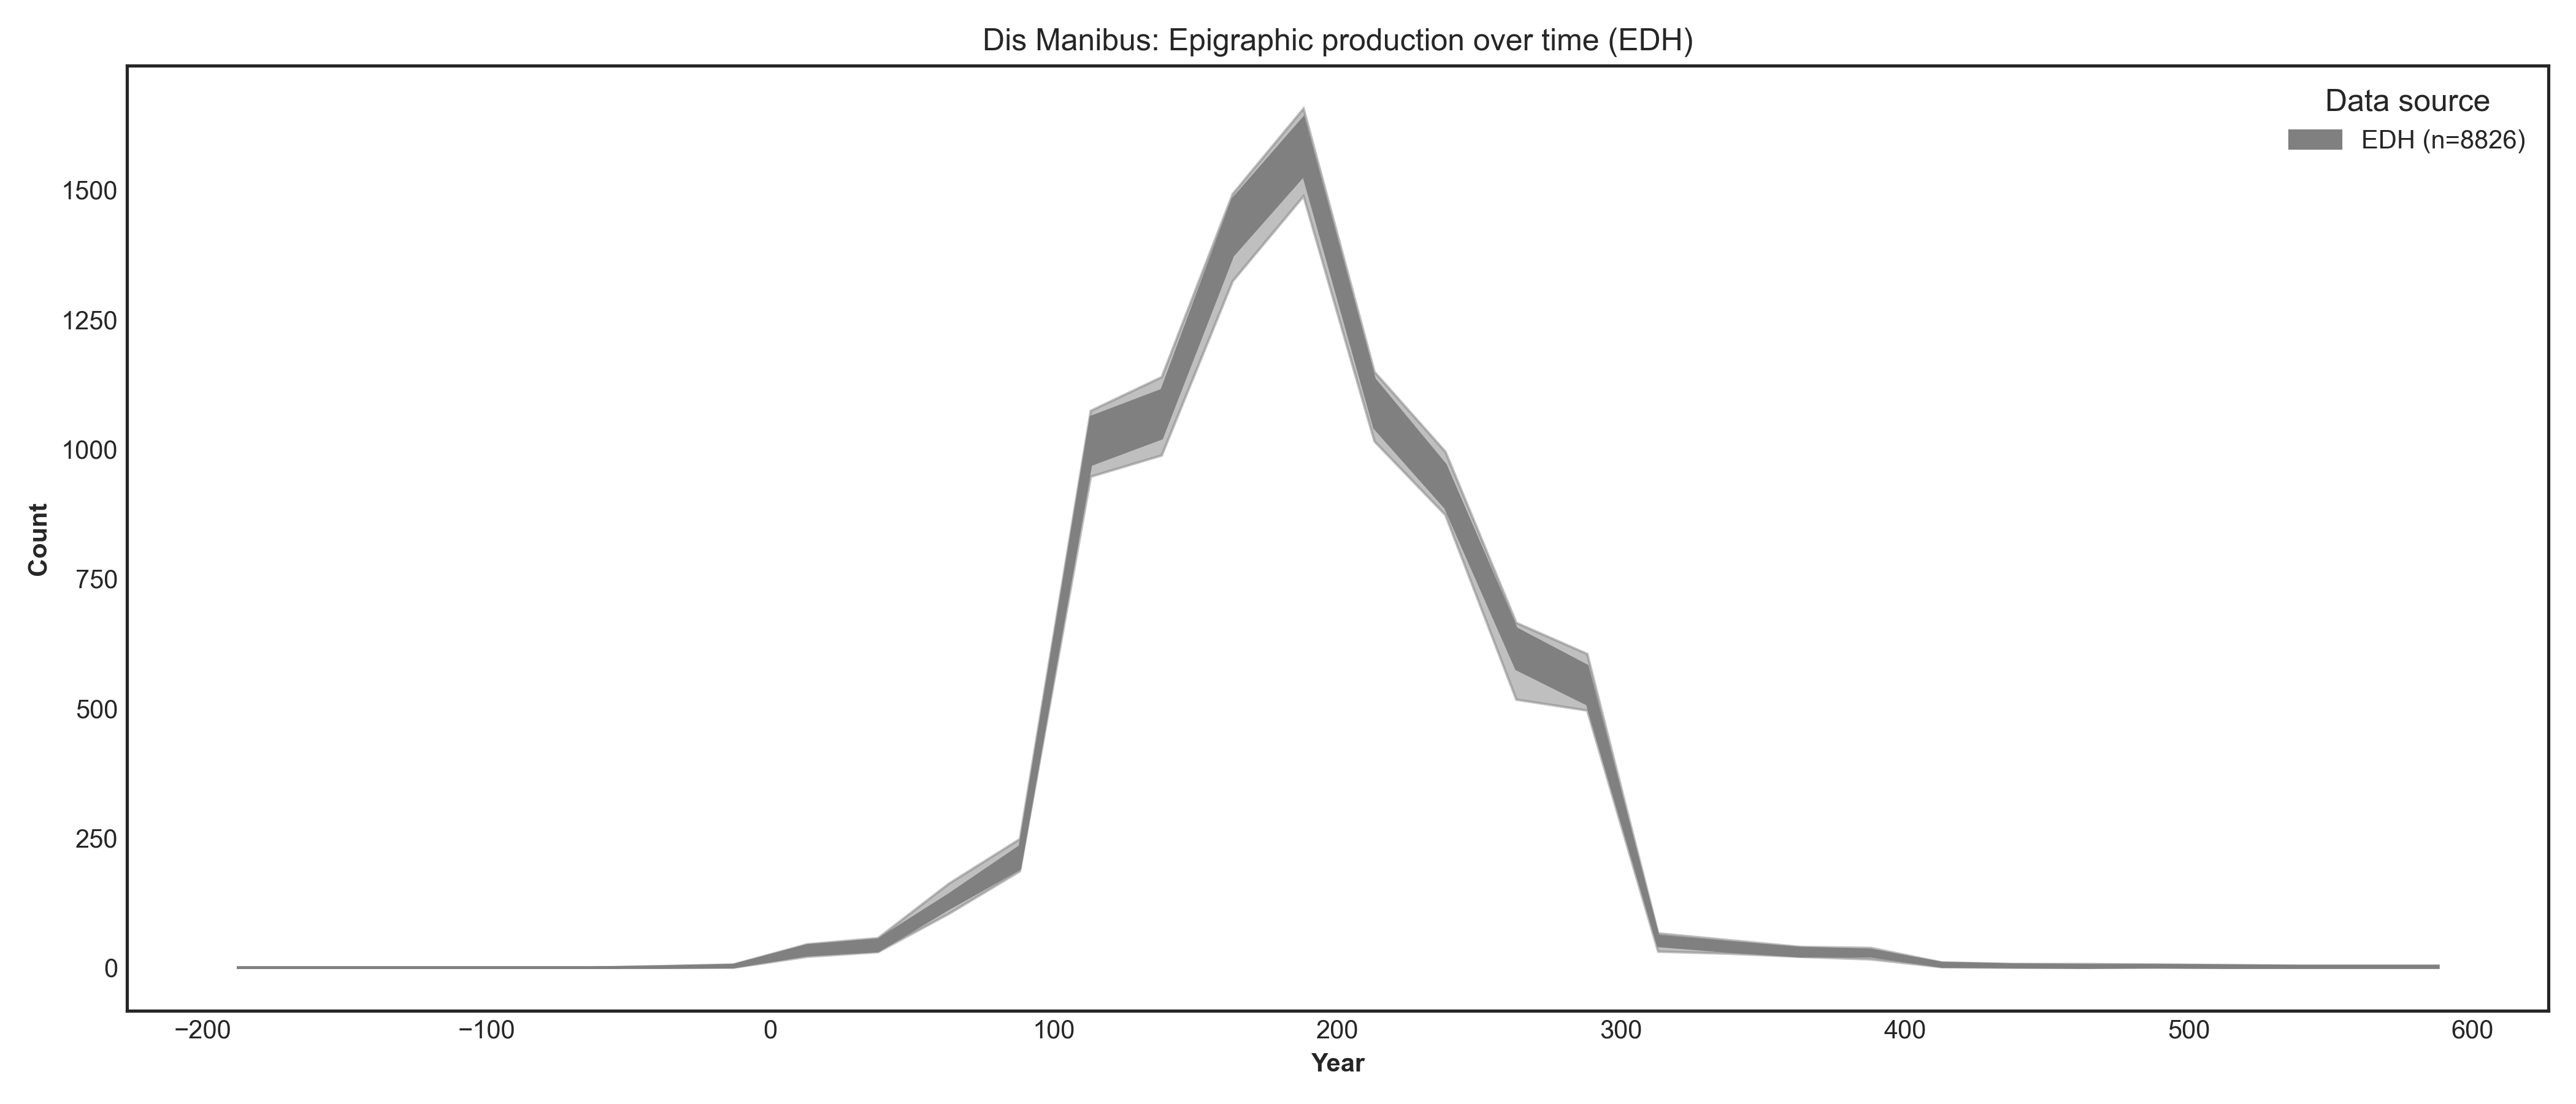 Dis Manibus: Epigraphic production over time (EDH)
Data source
EDH (n=8826)
1500
1250
1000
750
500
250
0
Count
−200 −100 0 100 200 300 400 500 600
Year